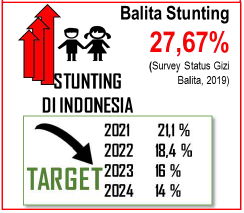 Balita Stunting
27,67%
(Survey Status Gizi
Balita, 2019)
STUNTING
DI INDONESIA
TARGET
2021 21,1 %
2022 18,4 %
2023 16 %
2024 14 %